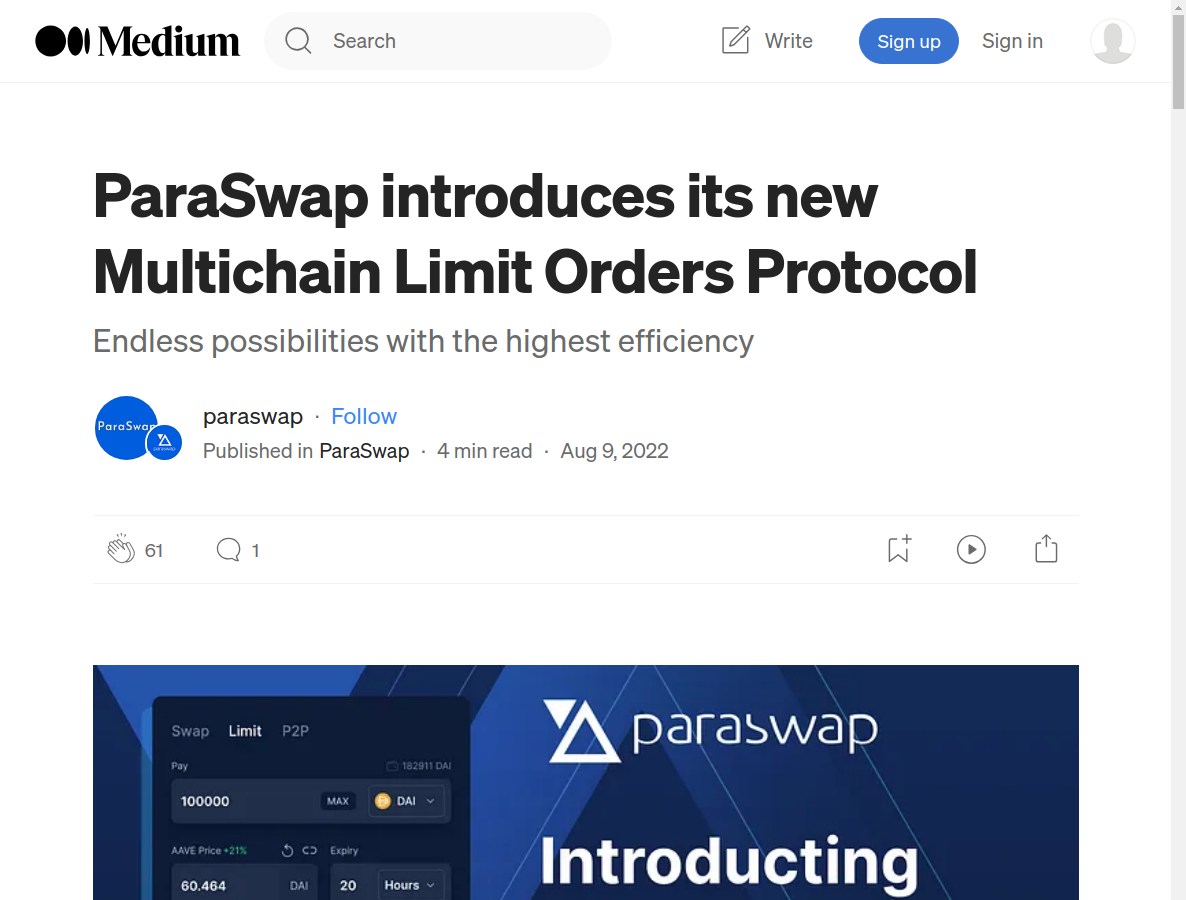 Medium
Search
Write
Sign up
Sign in
ParaSwap introduces its new
Multichain Limit Orders Protocol
Endless possibilities with the highest efficiency
ParaSwap
paraswap
paraswap · Follow
Published in ParaSwap · 4 min read · Aug 9, 2022
61
1
Swap Limit P2P
Pay
182911 DAI
100000
MAX
DAI
AAVE Price +21%
Expiry
60.464 DAI
20 Hours
paraswap
Introducting